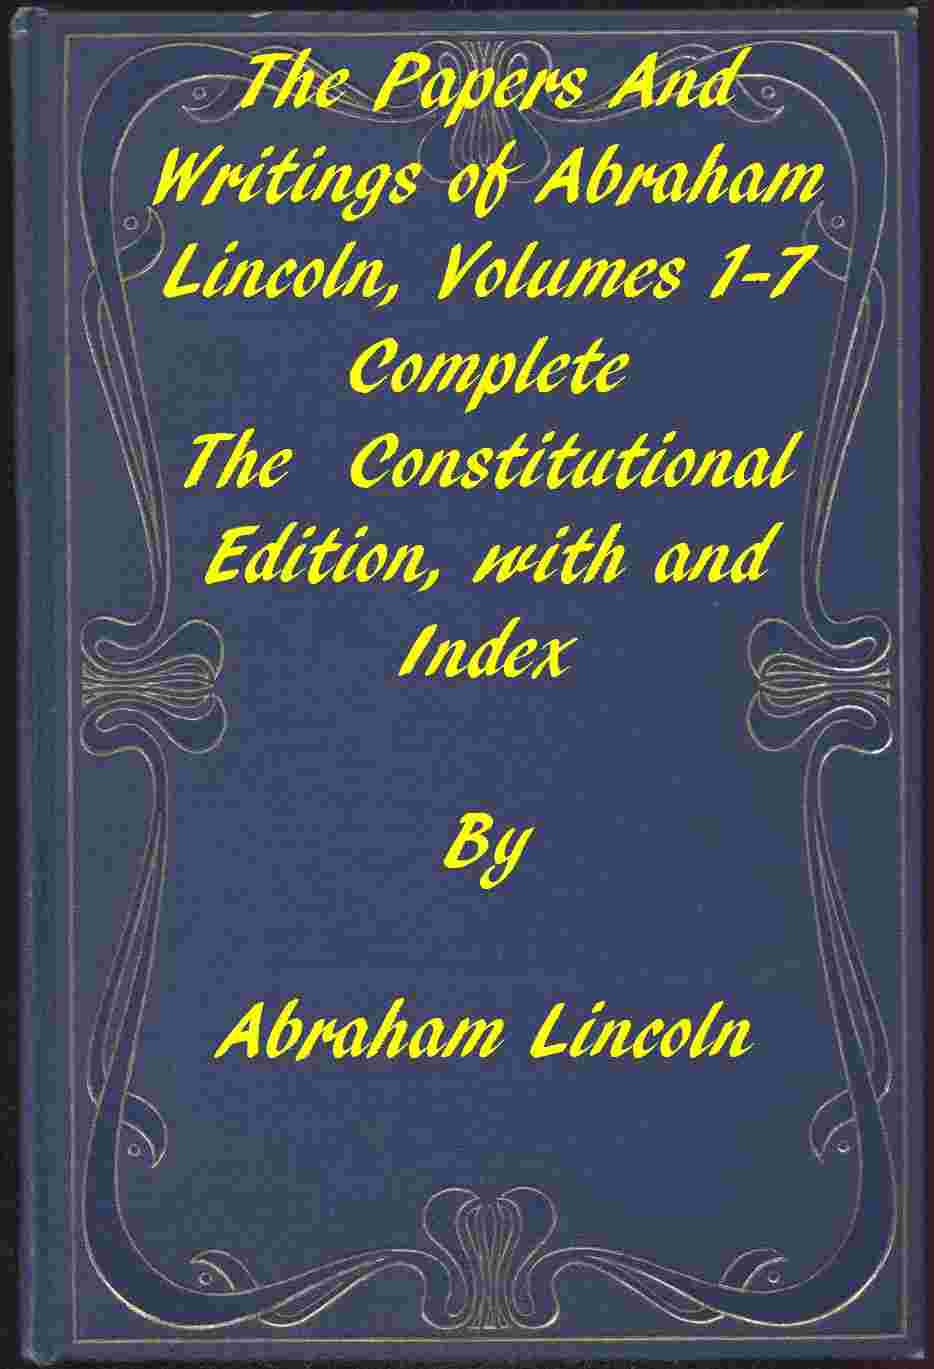 The Papers And
Writings of Abraham
Lincoln, Volumes 1-7
Complete
The Constitutional
Edition, with and
Index
By
Abraham Lincoln